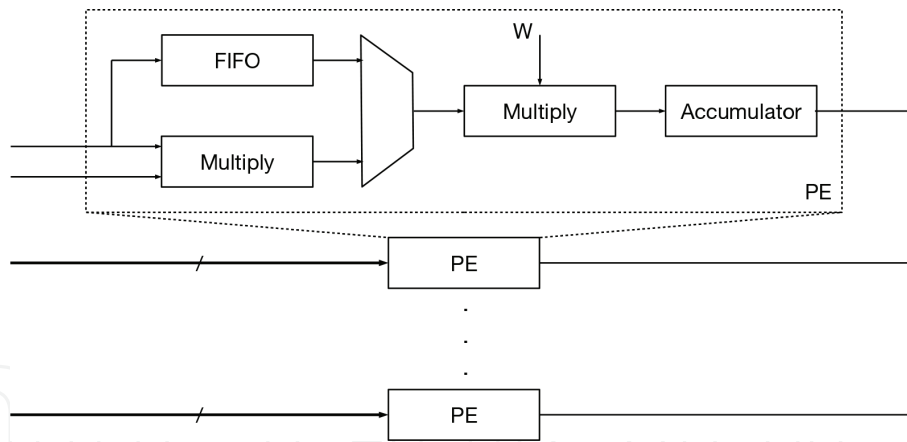 W
FIFO
Multiply
Accumulator
Multiply
PE
PE
PE